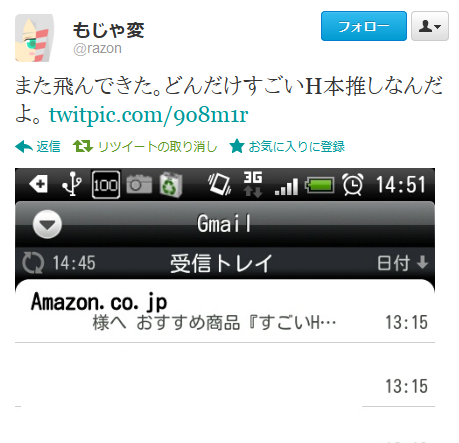 もじゃ変
@razon
フォロー
また飛んできた。どんだけすごいH本推しなんだ
よ。 twitpic.com/9o8m1r
返信 リツイートの取り消し お気に入りに登録
100 3G 14:51
Gmail
14:45 受信トレイ 日付
Amazon.co.jp
様へ おすすめ商品『すごいH… 13:15
13:15